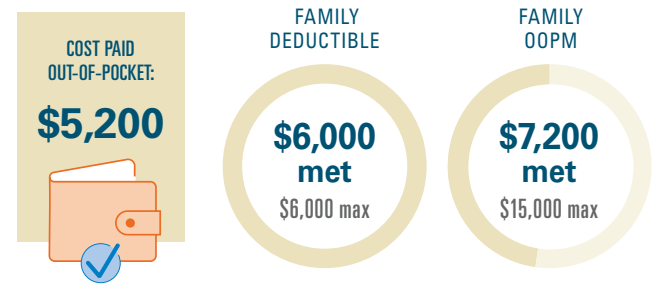 COST PAID
OUT-OF-POCKET:
$5,200
FAMILY
DEDUCTIBLE
$6,000
met
$6,000 max
FAMILY
OOPM
$7,200
met
$15,000 max